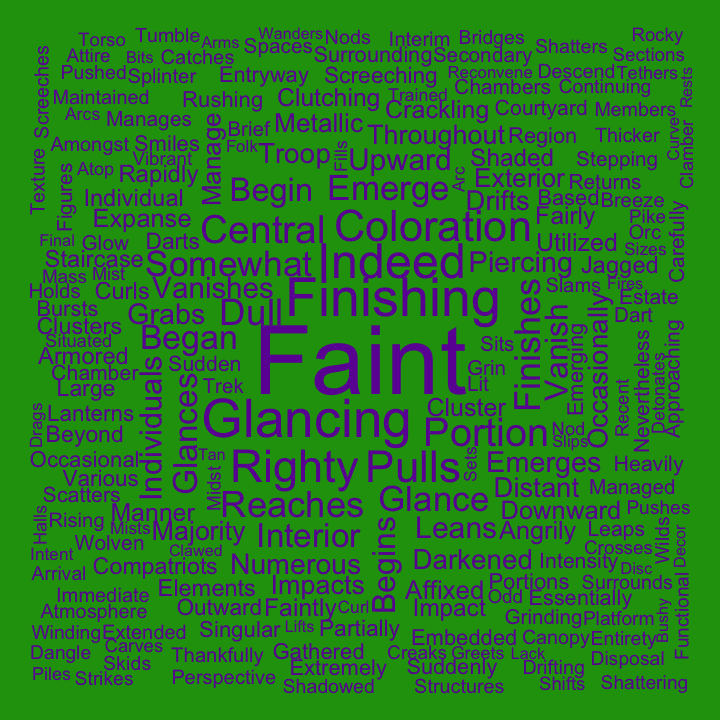 Torso
Tumble
Arms
Wanders
Nods
Interim
Bridges
Rocky
Attire
Bits
Catches
Spaces
Surrounding
Secondary
Shatters
Sections
Pushed
Splinter
Entryway
Screeching
Reconvene
Descend
Tethers
Screeches
Maintained
Rushing
Clutching
Trained
Chambers
Continuing
Rests
Arcs
Manages
Brief
Metallic
Crackling
Courtyard
Members
Amongst
Smiles
Manage
Folk
Troop
Fills
Throughout
Region
Thicker
Curve
Texture
Atop
Vibrant
Rapidly
Upward
Arc
Shaded
Stepping
Clamber
Figures
Individual
Begin
Emerge
Exterior
Returns
Expanse
Drifts
Based
Breeze
Final
Glow
Darts
Central
Coloration
Fairly
Pike
Orc
Carefully
Staircase
Somewhat
Indeed
Piercing
Utilized
Sizes
Mass
Mist
Jagged
Holds
Curls
Vanishes
Finishing
Slams
Fires
Bursts
Grabs
Dull
Finishes
Vanish
Estate
Clusters
Dart
Situated
Began
Faint
Sits
Emerging
Occasionally
Recent
Nevertheless
Detonates
Approaching
Armored
Sudden
Grin
Chamber
Individuals
Glances
Trek
Lit
Large
Lanterns
Glancing
Cluster
Drags
Beyond
Portion
Nod
Slips
Occasional
Tan
Midst
Righty
Pulls
Sets
Emerges
Heavily
Various
Scatters
Reaches
Glance
Distant
Managed
Halls
Rising
Mists
Manner
Downward
Pushes
Wolven
Majority
Interior
Begins
Leans
Angrily
Leaps
Wilds
Decor
Intent
Clawed
Crosses
Arrival
Compatriots
Numerous
Darkened
Intensity
Disc
Immediate
Elements
Impacts
Affixed
Portions
Surrounds
Atmosphere
Outward
Faintly
Curl
Impact
Odd
Essentially
Bushy
Functional
Winding
Extended
Singular
Lifts
Partially
Grinding
Platform
Carves
Embedded
Canopy
Entirety
Dangle
Skids
Thankfully
Gathered
Creaks
Greets
Lack
Disposal
Piles
Strikes
Perspective
Extremely
Suddenly
Drifting
Shadowed
Structures
Shifts
Shattering